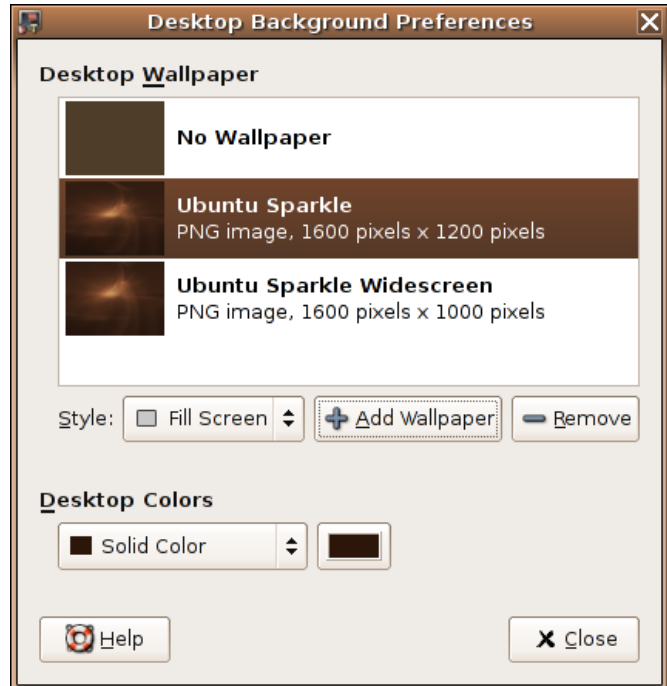 Desktop Background Preferences
Desktop Wallpaper
No Wallpaper
Ubuntu Sparkle
PNG image, 1600 pixels x 1200 pixels
Ubuntu Sparkle Widescreen
PNG image, 1600 pixels x 1000 pixels
Style: Fill Screen Add Wallpaper Remove
Desktop Colors
Solid Color
Help Close